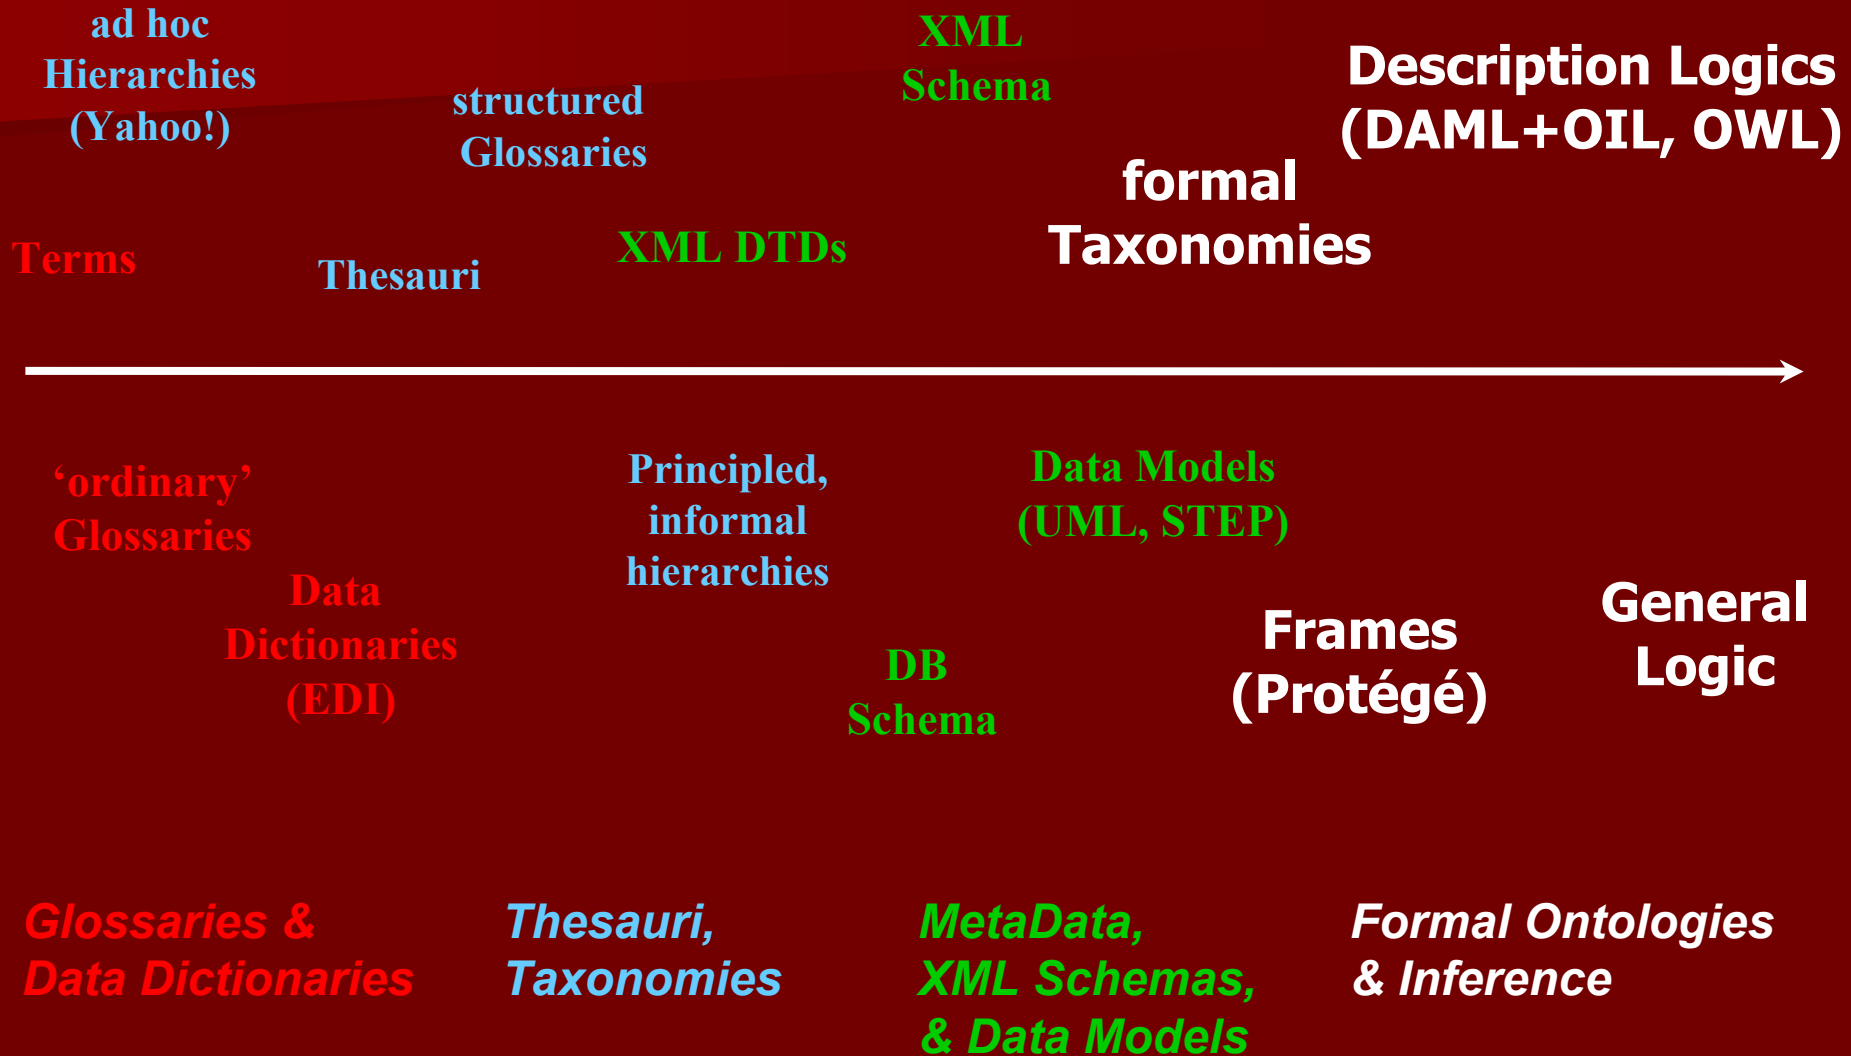 ad hoc
Hierarchies
(Yahoo!)
structured
Glossaries
XML
Schema
Description Logics
(DAML+OIL, OWL)
formal
Taxonomies
Terms
Thesauri
XML DTDs
‘ordinary’
Glossaries
Data
Dictionaries
(EDI)
Principled,
informal
hierarchies
DB
Schema
Data Models
(UML, STEP)
Frames
(Protégé)
General
Logic
Glossaries &
Data Dictionaries
Thesauri,
Taxonomies
MetaData,
XML Schemas,
& Data Models
Formal Ontologies
& Inference